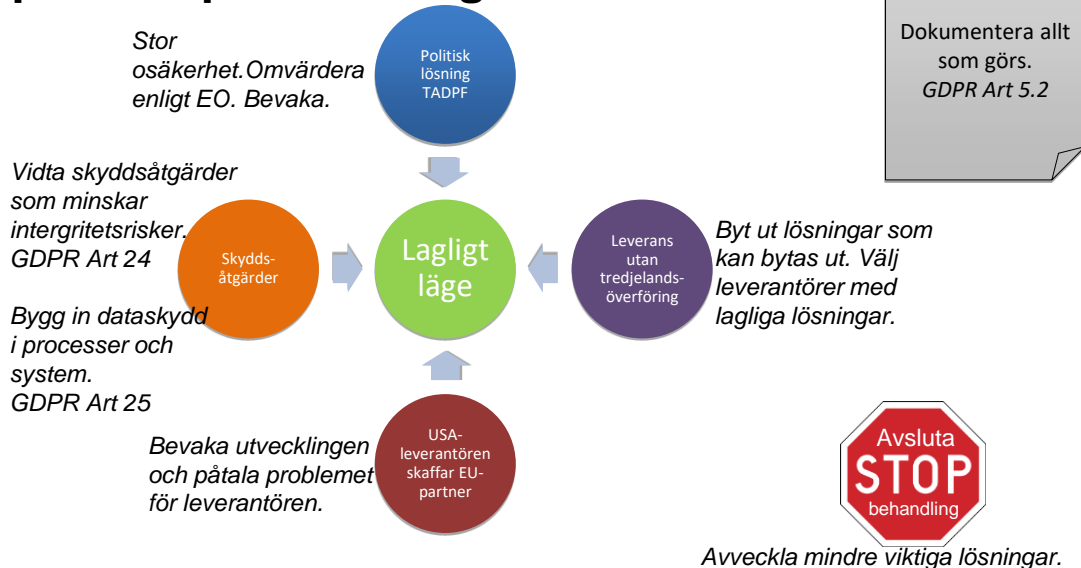 Stor
osäkerhet.Omvärdera
enligt EO. Bevaka.
Politisk
lösning
TADPF
Dokumentera allt
som görs.
GDPR Art 5.2
Vidta skyddsåtgärder
som minskar
intergritetsrisker.
GDPR Art 24
Bygg in dataskydd
i processer och
system.
GDPR Art 25
Skydds-
åtgärder
Lagligt
läge
Leverans
utan
tredjelands-
överföring
Byt ut lösningar som
kan bytas ut. Välj
leverantörer med
lagliga lösningar.
Bevaka utvecklingen
och påtala problemet
för leverantören.
USA-
leverantören
skaffar EU-
partner
Avsluta
STOP
behandling
Avveckla mindre viktiga lösningar.